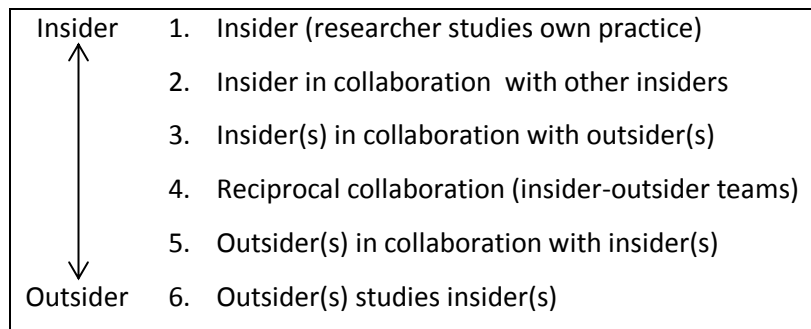 Insider 1. Insider (researcher studies own practice)
2. Insider in collaboration with other insiders
3. Insider(s) in collaboration with outsider(s)
4. Reciprocal collaboration (insider-outsider teams)
5. Outsider(s) in collaboration with insider(s)
Outsider 6. Outsider(s) studies insider(s)